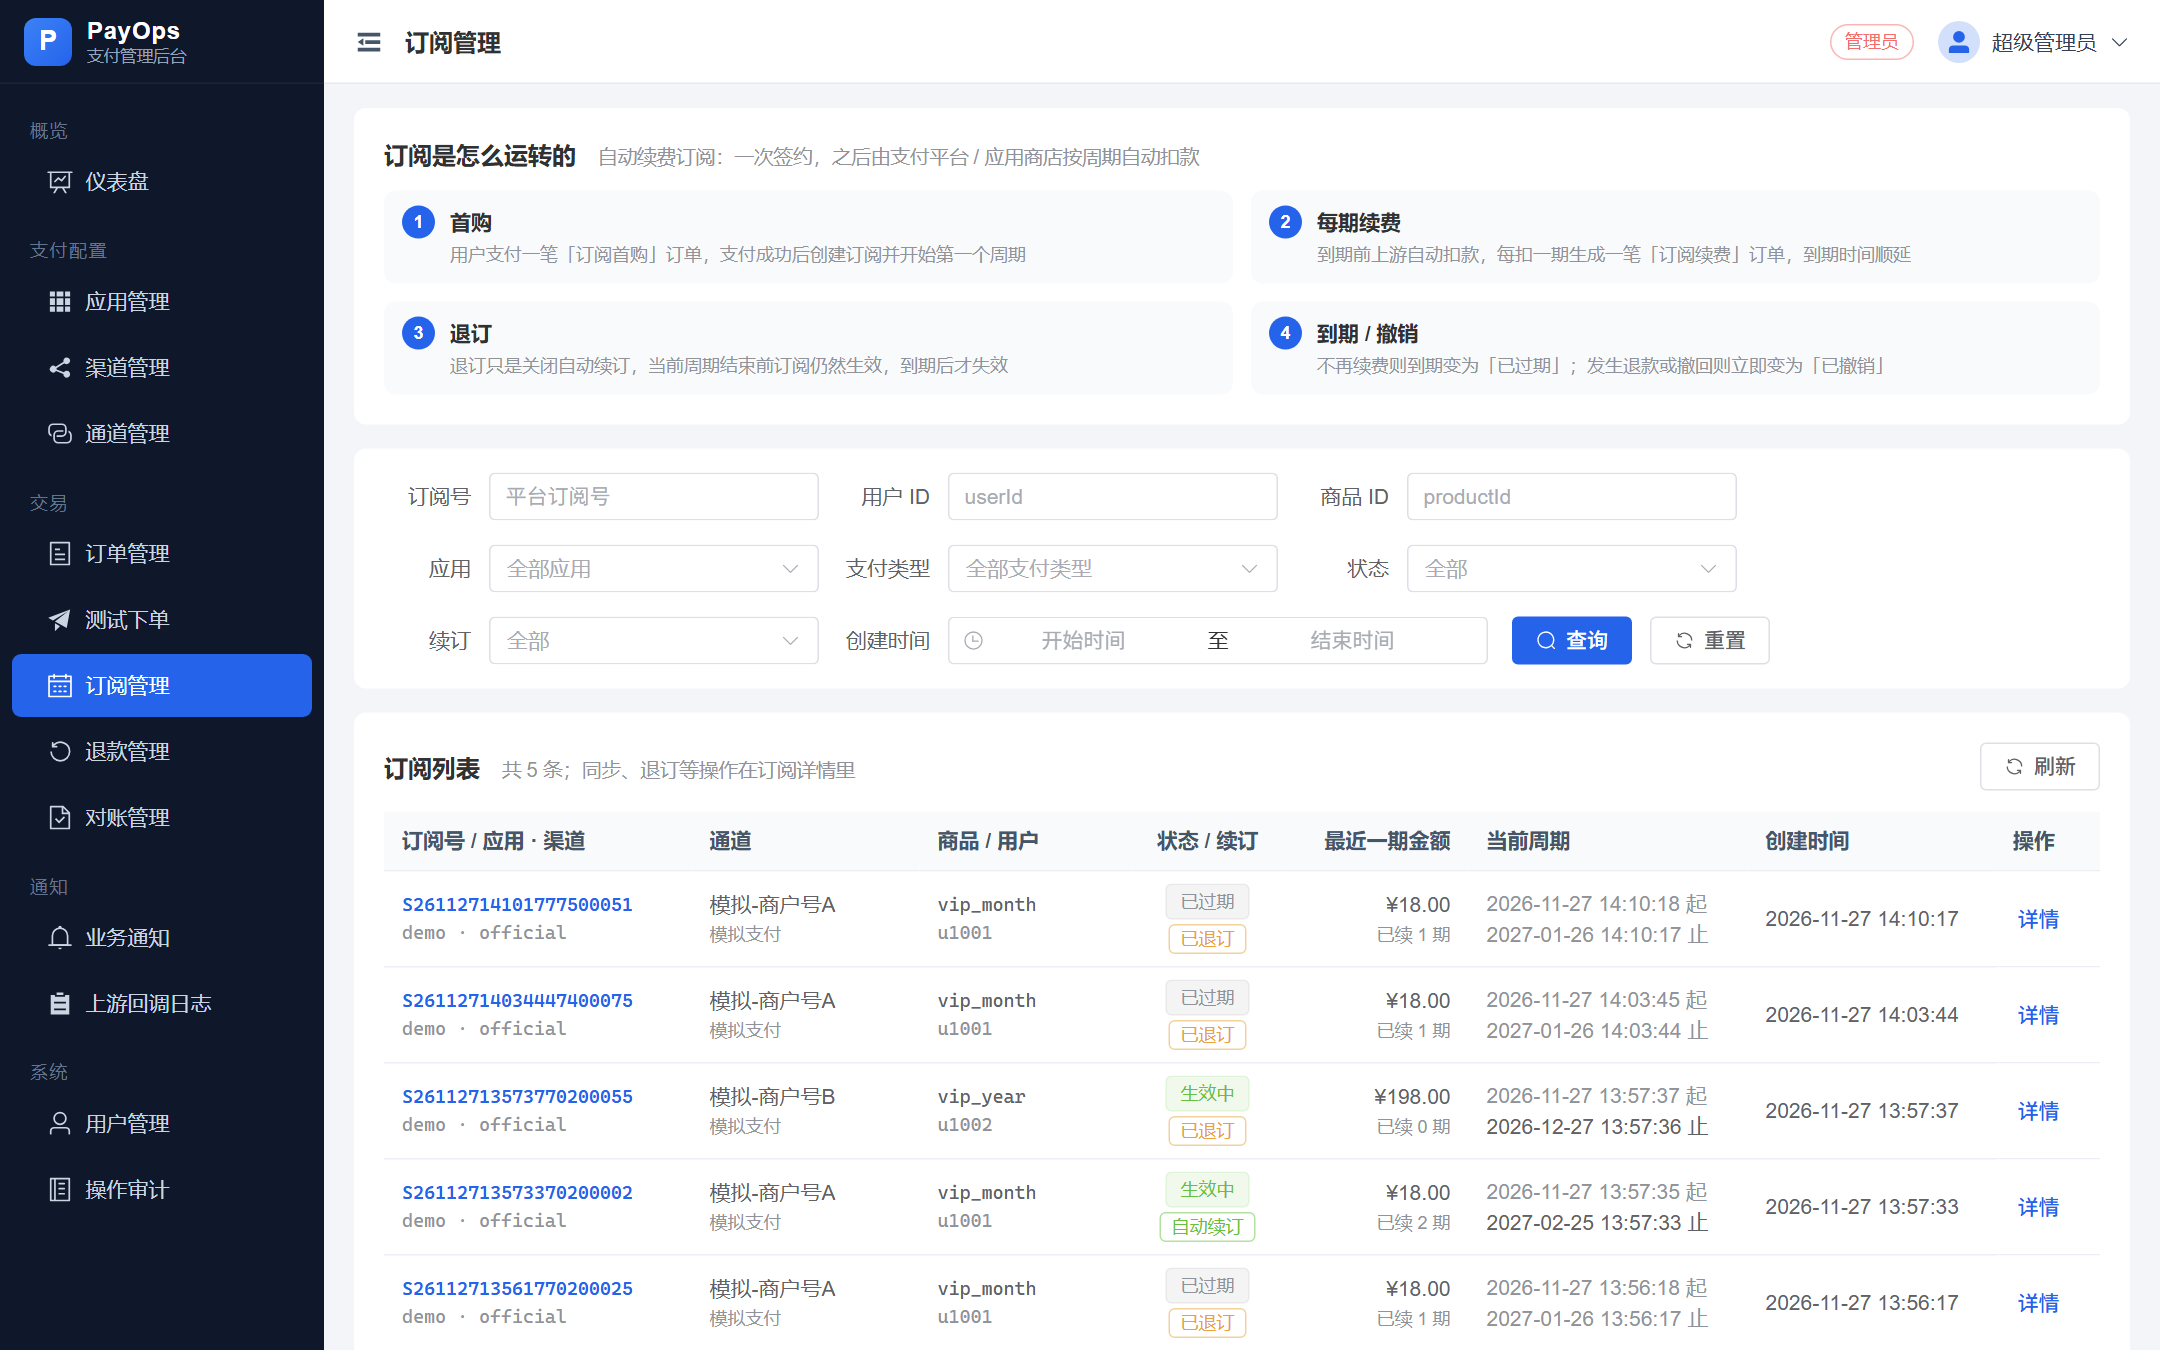 P
PayOps
支付管理后台
概览
仪表盘
支付配置
应用管理
渠道管理
通道管理
交易
订单管理
测试下单
订阅管理
退款管理
对账管理
通知
业务通知
上游回调日志
系统
用户管理
操作审计
订阅管理
管理员
超级管理员
订阅是怎么运转的 自动续费订阅：一次签约，之后由支付平台 / 应用商店按周期自动扣款
1 首购
用户支付一笔「订阅首购」订单，支付成功后创建订阅并开始第一个周期
2 每期续费
到期前上游自动扣款，每扣一期生成一笔「订阅续费」订单，到期时间顺延
3 退订
退订只是关闭自动续订，当前周期结束前订阅仍然生效，到期后才失效
4 到期 / 撤销
不再续费则到期变为「已过期」；发生退款或撤回则立即变为「已撤销」
订阅号 平台订阅号 用户 ID userId 商品 ID productId
应用 全部应用 支付类型 全部支付类型 状态 全部
续订 全部 创建时间 开始时间 至 结束时间 查询 重置
订阅列表 共 5 条；同步、退订等操作在订阅详情里
刷新
订阅号 / 应用 · 渠道 通道 商品 / 用户 状态 / 续订 最近一期金额 当前周期 创建时间 操作
S26112714101777500051 模拟-商户号A vip_month 已过期 ¥18.00 2026-11-27 14:10:18 起 2026-11-27 14:10:17 详情
demo · official 模拟支付 u1001 已退订 已续 1 期 2027-01-26 14:10:17 止
S26112714034447400075 模拟-商户号A vip_month 已过期 ¥18.00 2026-11-27 14:03:45 起 2026-11-27 14:03:44 详情
demo · official 模拟支付 u1001 已退订 已续 1 期 2027-01-26 14:03:44 止
S26112713573770200055 模拟-商户号B vip_year 生效中 ¥198.00 2026-11-27 13:57:37 起 2026-11-27 13:57:37 详情
demo · official 模拟支付 u1002 已退订 已续 0 期 2026-12-27 13:57:36 止
S26112713573370200002 模拟-商户号A vip_month 生效中 ¥18.00 2026-11-27 13:57:35 起 2026-11-27 13:57:33 详情
demo · official 模拟支付 u1001 自动续订 已续 2 期 2027-02-25 13:57:33 止
S26112713561770200025 模拟-商户号A vip_month 已过期 ¥18.00 2026-11-27 13:56:18 起 2026-11-27 13:56:17 详情
demo · official 模拟支付 u1001 已退订 已续 1 期 2027-01-26 13:56:17 止